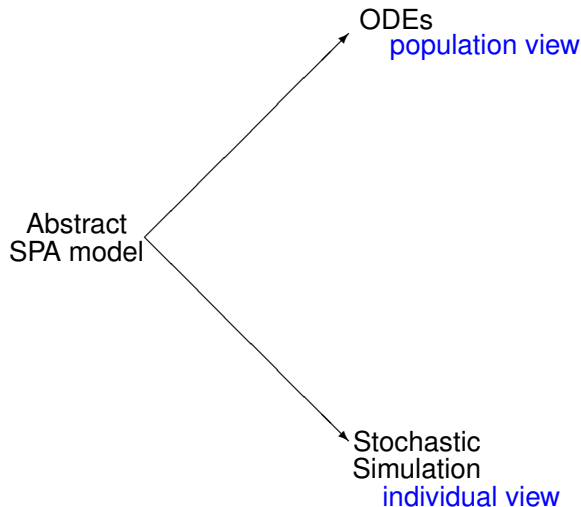 ODEs
population view
Abstract
SPA model
Stochastic
Simulation
individual view